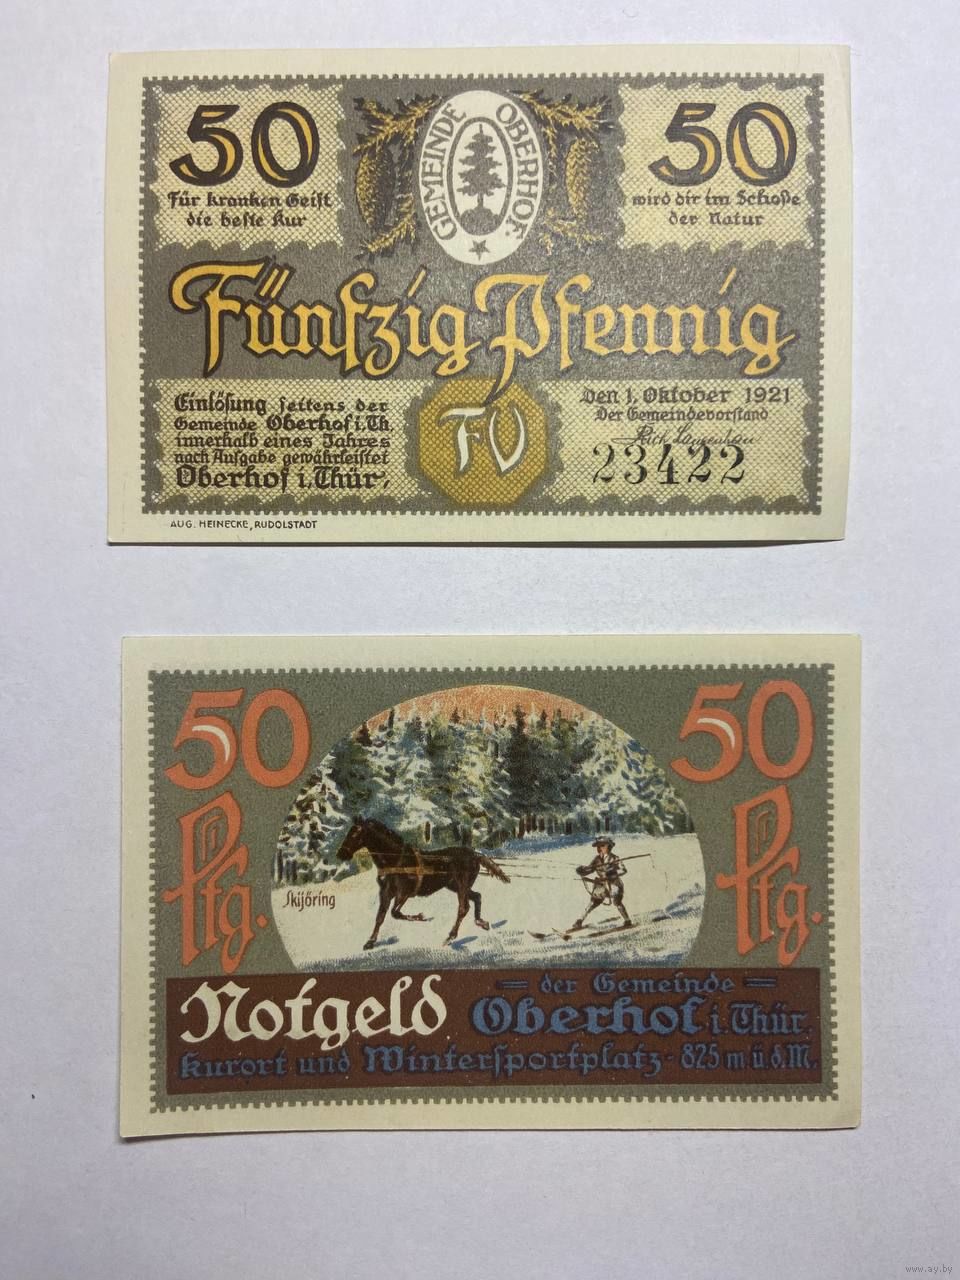 50
50
GEMEINDE OBERHOF.
Für kranken Geist
die beste Kur
wird dir im Schoße
der Natur
Fünfzig Pfennig
Einlösung seitens der
Gemeinde Oberhof i. Th.
innerhalb eines Jahres
nach Ausgabe gewährleistet
Oberhof i. Thür.
FV
Den 1. Oktober 1921
Der Gemeindevorstand
23422
AUG. HEINECKE, RUDOLSTADT
50
50
Pfg.
Pfg.
Skijöring
Notgeld
= der Gemeinde =
Oberhof i. Thür.
Kurort und Wintersportplatz - 825 m ü. d. M.
www.ay.by